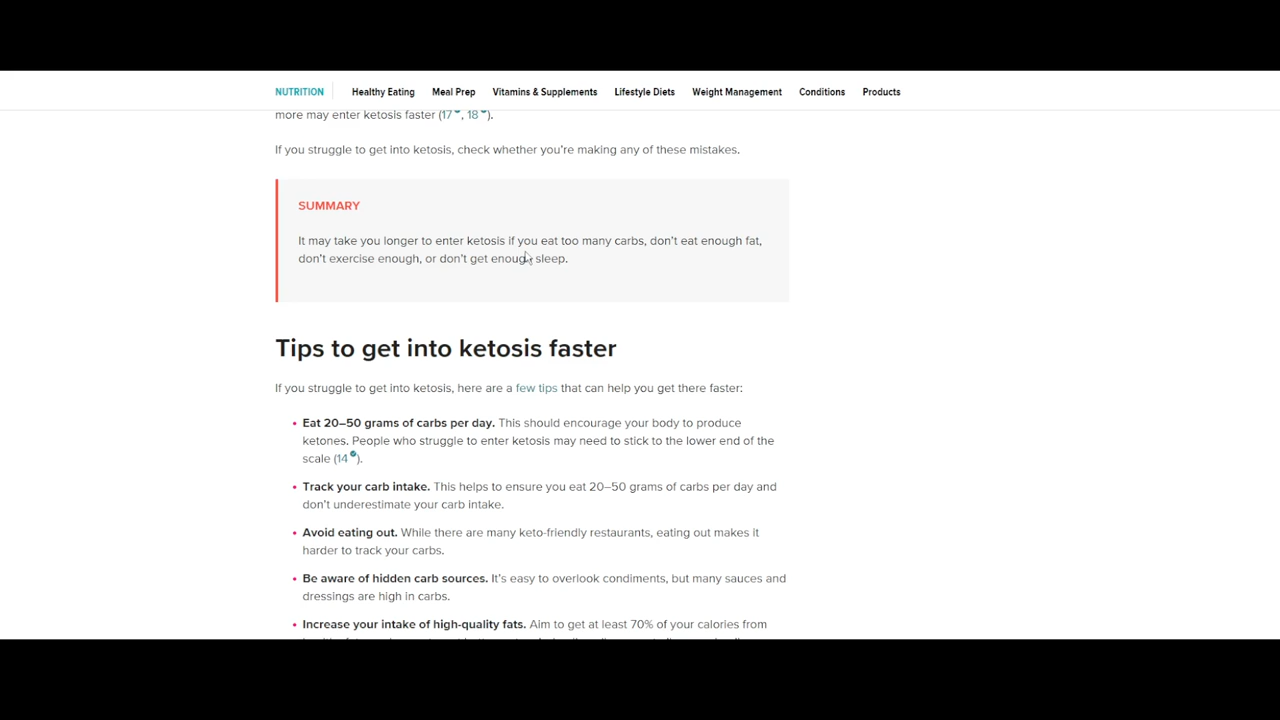 NUTRITION Healthy Eating Meal Prep Vitamins & Supplements Lifestyle Diets Weight Management Conditions Products
more may enter ketosis faster (17, 18).
If you struggle to get into ketosis, check whether you're making any of these mistakes.
SUMMARY
It may take you longer to enter ketosis if you eat too many carbs, don't eat enough fat,
don't exercise enough, or don't get enough sleep.
Tips to get into ketosis faster
If you struggle to get into ketosis, here are a few tips that can help you get there faster:
• Eat 20–50 grams of carbs per day. This should encourage your body to produce
ketones. People who struggle to enter ketosis may need to stick to the lower end of the
scale (14).
• Track your carb intake. This helps to ensure you eat 20–50 grams of carbs per day and
don't underestimate your carb intake.
• Avoid eating out. While there are many keto-friendly restaurants, eating out makes it
harder to track your carbs.
• Be aware of hidden carb sources. It's easy to overlook condiments, but many sauces and
dressings are high in carbs.
• Increase your intake of high-quality fats. Aim to get at least 70% of your calories from